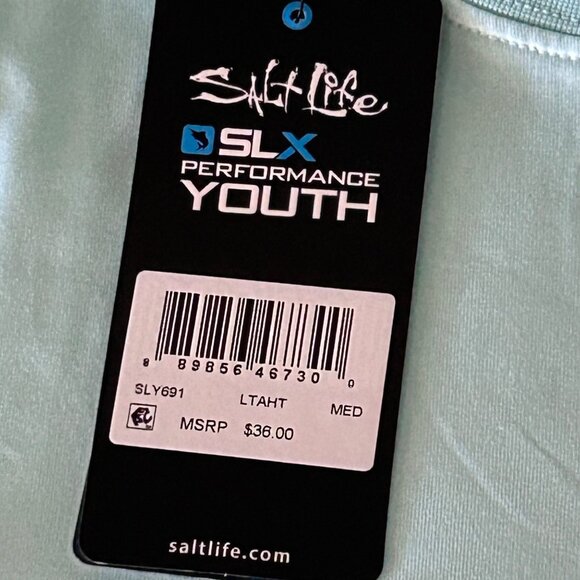 Salt Life
SLX
PERFORMANCE
YOUTH
8 89856 46730 0
SLY691 LTAHT MED
MSRP $36.00
saltlife.com